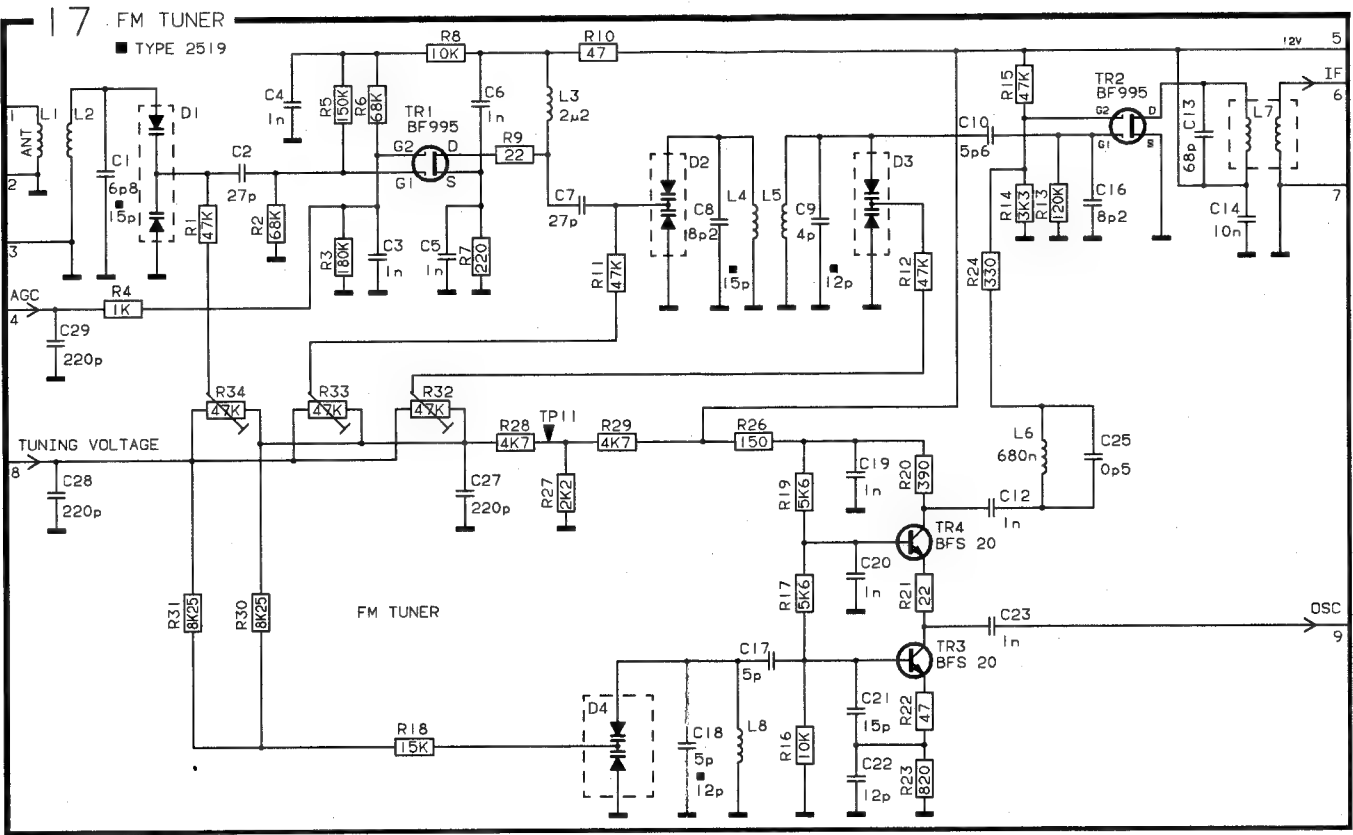 17 FM TUNER
■ TYPE 2519
R8
10K
R10
47
12V 5
IF
6
7
L1
L2
ANT
1
2
3
C1
6p8
■
15p
D1
C4
1n
R5
150K
R6
68K
TR1
BF995
G2
D
G1
S
C6
1n
R9
22
L3
2µ2
C2
27p
R1
47K
R2
68K
R3
180K
C3
1n
C5
1n
R7
220
C7
27p
R11
47K
D2
C8
8p2
■
15p
L4
L5
C9
4p
■
12p
D3
R12
47K
C10
5p6
R15
47K
TR2
BF995
G2
D
G1
S
C13
68p
L7
R14
3K3
R13
120K
C16
8p2
C14
10n
R24
330
AGC
4
R4
1K
C29
220p
R34
47K
R33
47K
R32
47K
TUNING VOLTAGE
8
C28
220p
R28
4K7
TP11
R29
4K7
R26
150
C27
220p
R27
2K2
R19
5K6
C19
1n
R20
390
L6
680n
C25
0p5
C12
1n
TR4
BFS 20
C20
1n
R17
5K6
R21
22
C23
1n
OSC
9
R31
8K25
R30
8K25
FM TUNER
TR3
BFS 20
C17
5p
R18
15K
D4
C18
5p
■
12p
L8
R16
10K
C21
15p
R22
47
C22
12p
R23
820